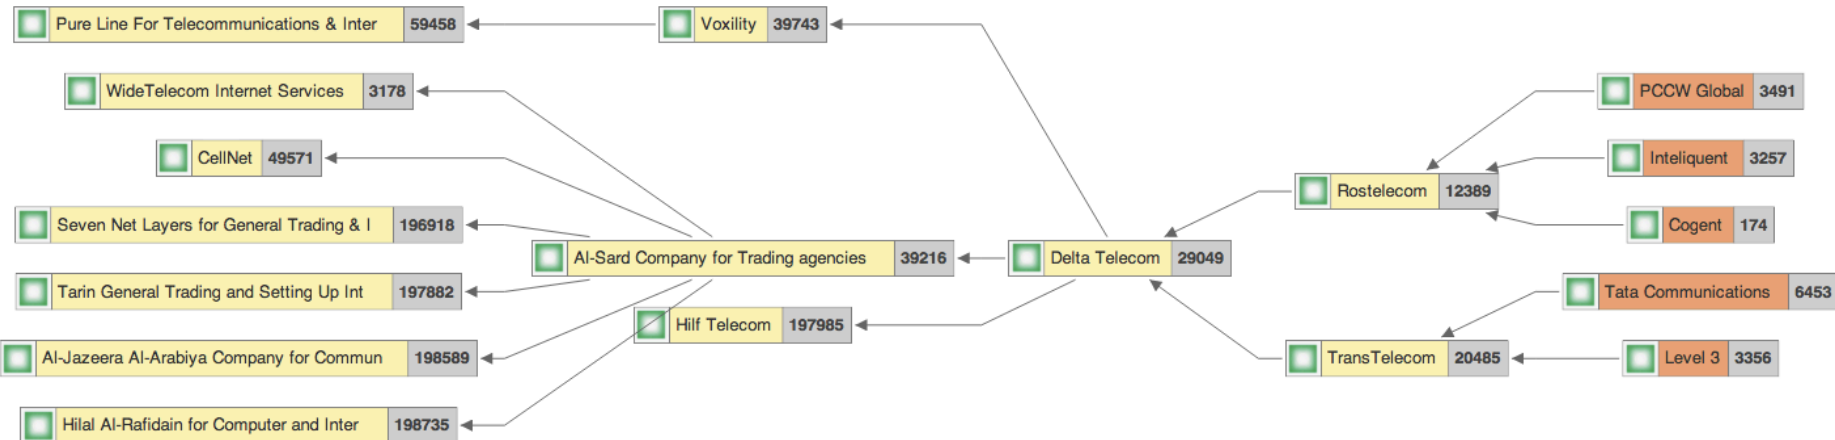 Pure Line For Telecommunications & Inter 59458
Voxility 39743
WideTelecom Internet Services 3178
PCCW Global 3491
CellNet 49571
Inteliquent 3257
Rostelecom 12389
Seven Net Layers for General Trading & I 196918
Cogent 174
Al-Sard Company for Trading agencies 39216
Delta Telecom 29049
Tarin General Trading and Setting Up Int 197882
Tata Communications 6453
Hilf Telecom 197985
Al-Jazeera Al-Arabiya Company for Commun 198589
TransTelecom 20485
Level 3 3356
Hilal Al-Rafidain for Computer and Inter 198735